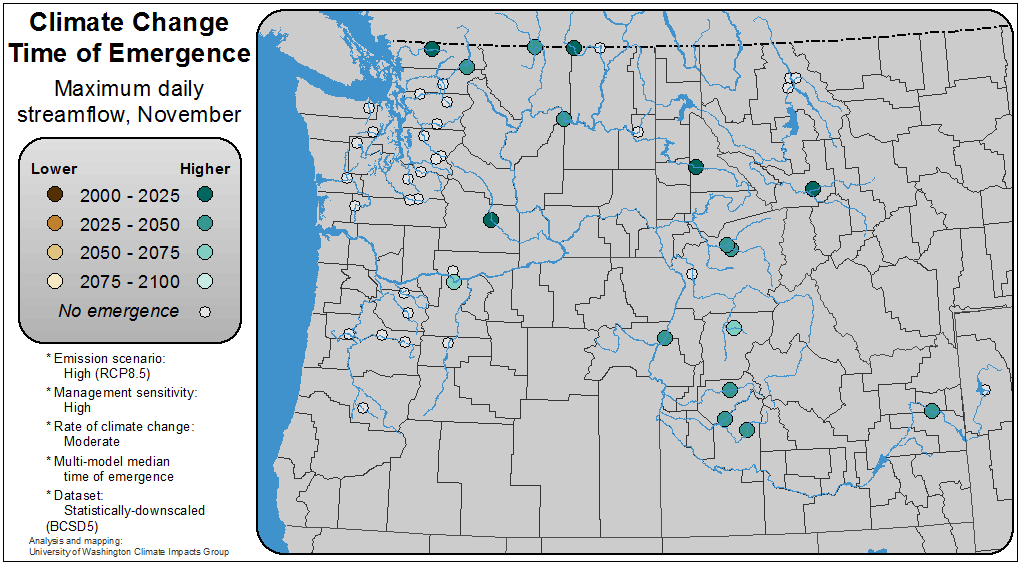 Climate Change
Time of Emergence
Maximum daily
streamflow, November
Lower Higher
2000 - 2025
2025 - 2050
2050 - 2075
2075 - 2100
No emergence
* Emission scenario:
High (RCP8.5)
* Management sensitivity:
High
* Rate of climate change:
Moderate
* Multi-model median
time of emergence
* Dataset:
Statistically-downscaled
(BCSD5)
Analysis and mapping:
University of Washington Climate Impacts Group